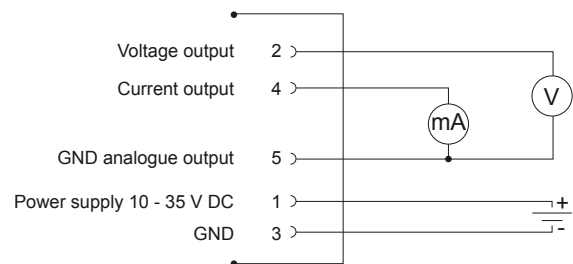 Voltage output 2
Current output 4
V
mA
GND analogue output 5
Power supply 10 - 35 V DC 1
+
GND 3
-